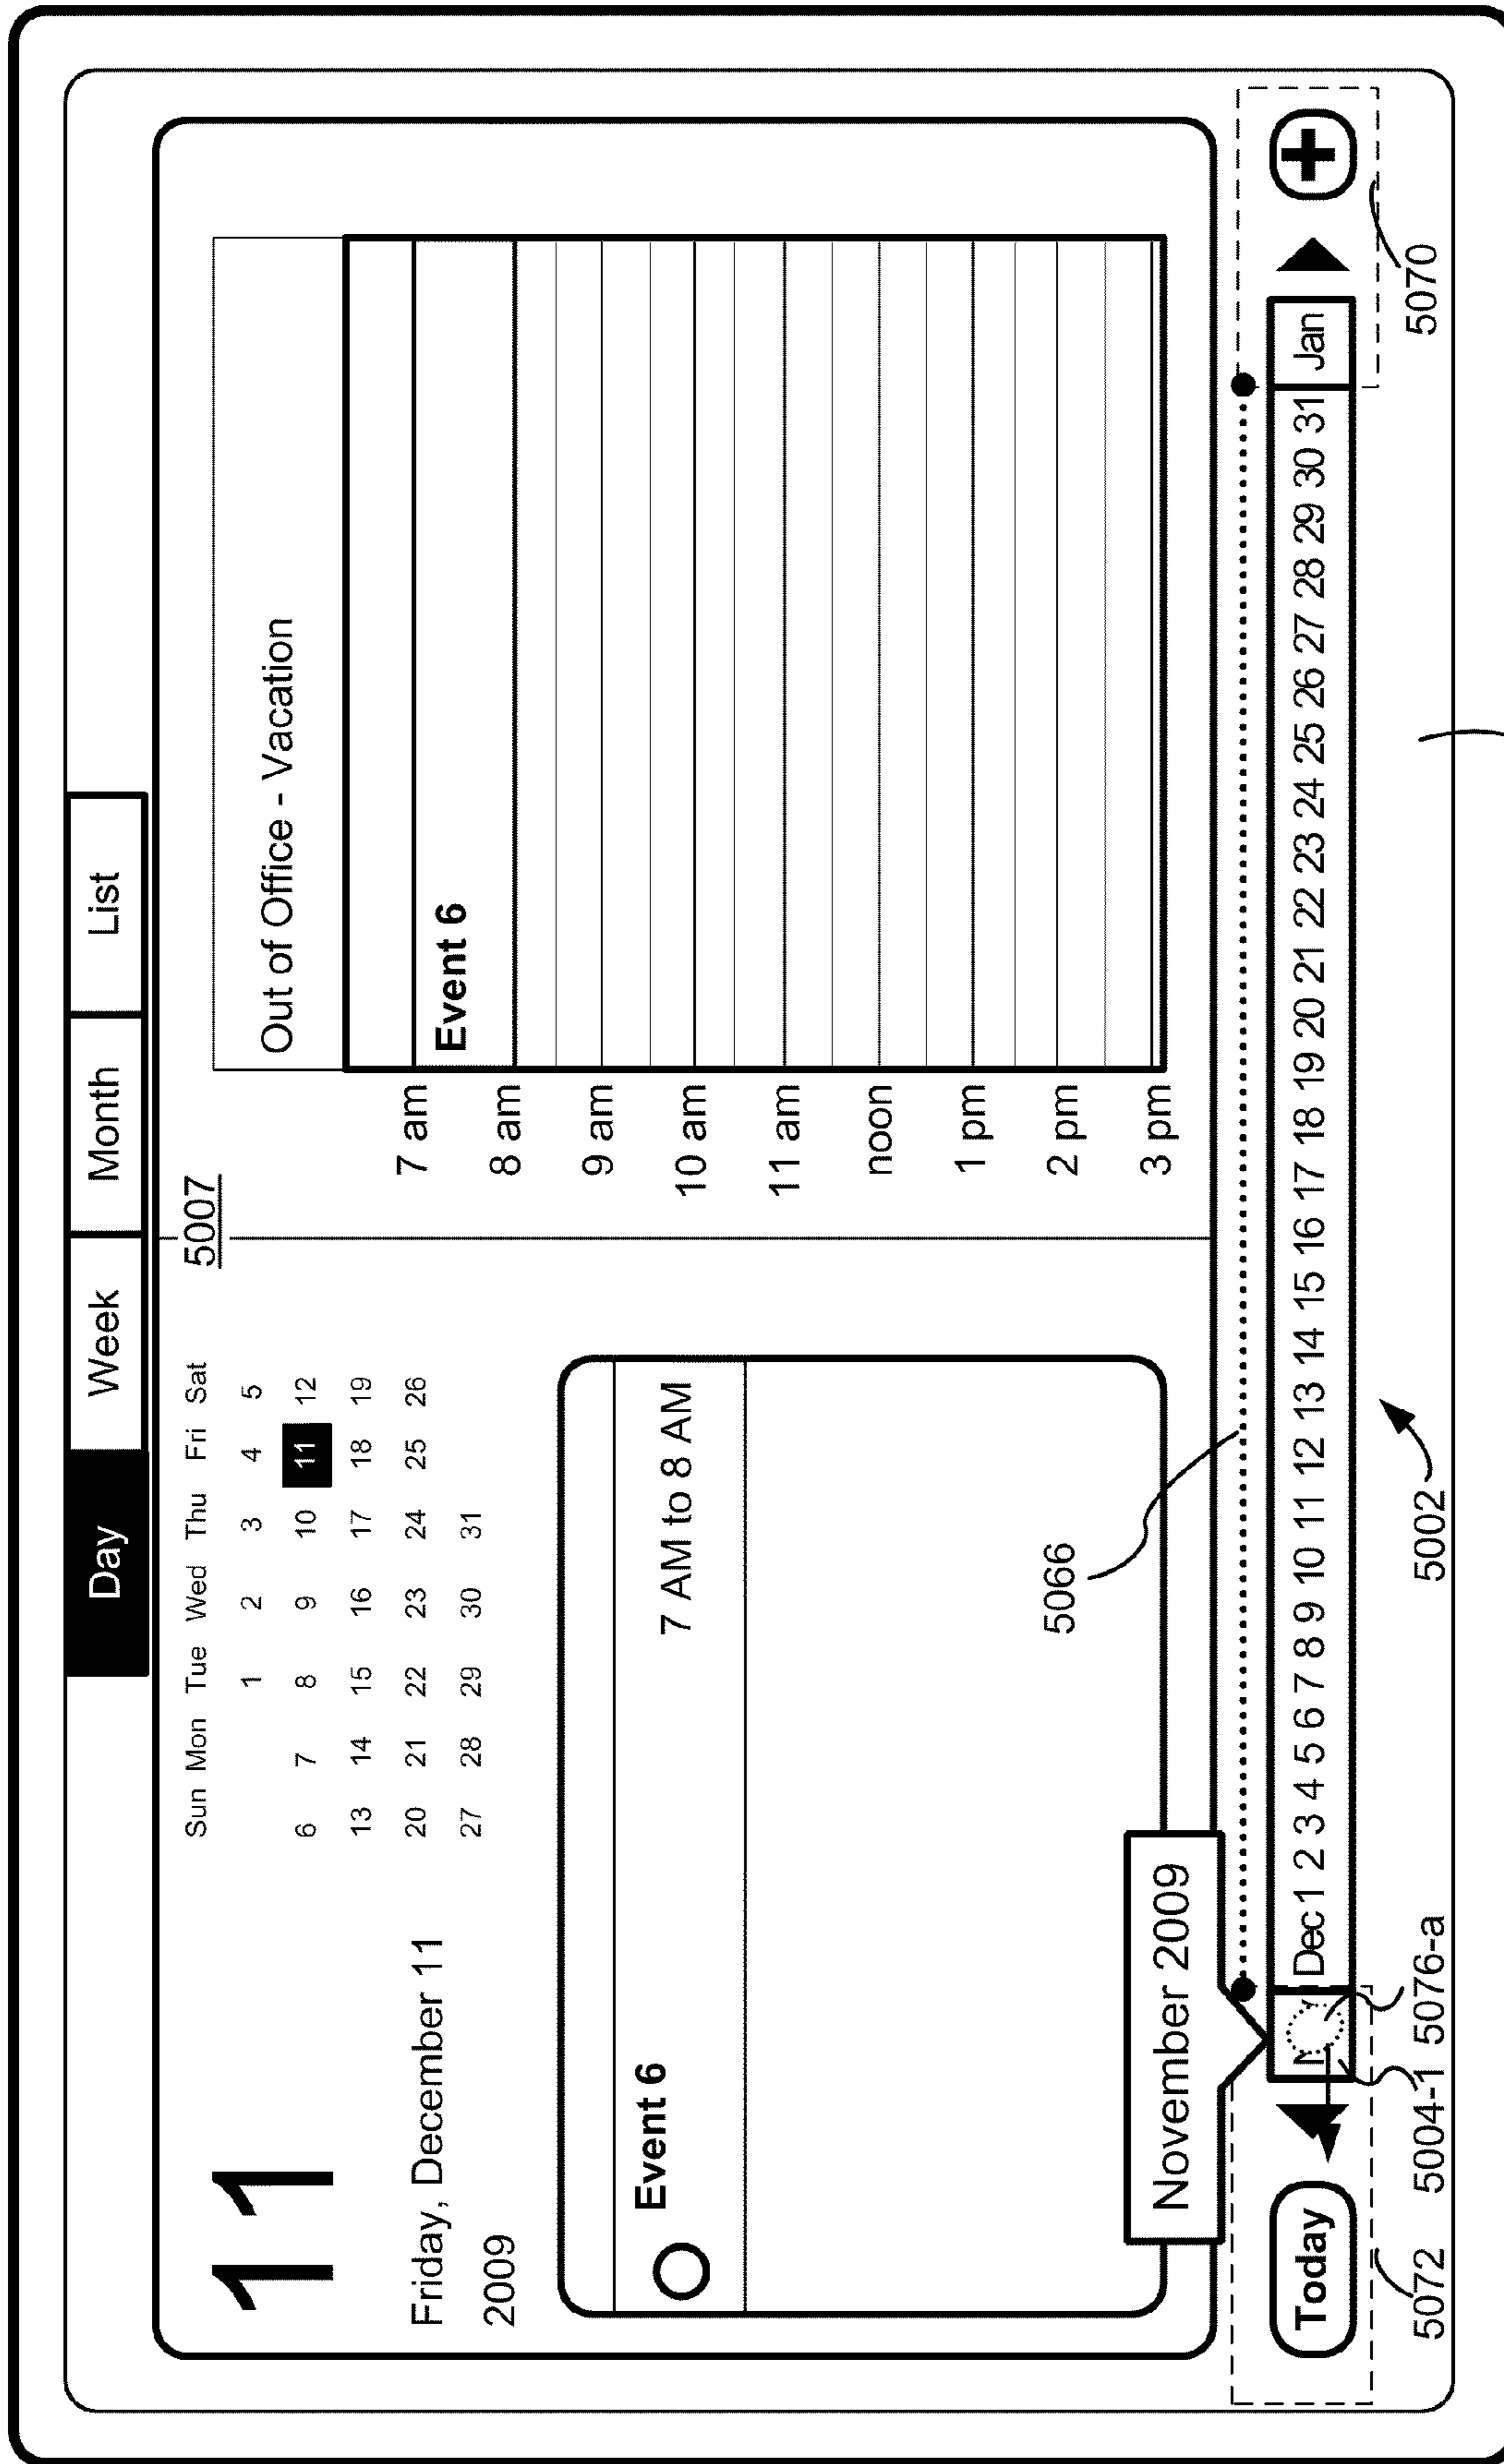 Day Week Month List
11
Friday, December 11
2009
Sun Mon Tue Wed Thu Fri Sat
1 2 3 4 5
6 7 8 9 10 11 12
13 14 15 16 17 18 19
20 21 22 23 24 25 26
27 28 29 30 31
Event 6
7 AM to 8 AM
5007
Out of Office - Vacation
7 am
Event 6
8 am
9 am
10 am
11 am
noon
1 pm
2 pm
3 pm
5066
November 2009
Today
Dec 1 2 3 4 5 6 7 8 9 10 11 12 13 14 15 16 17 18 19 20 21 22 23 24 25 26 27 28 29 30 31 Jan
+
5072
5004-1
5076-a
5002
5070